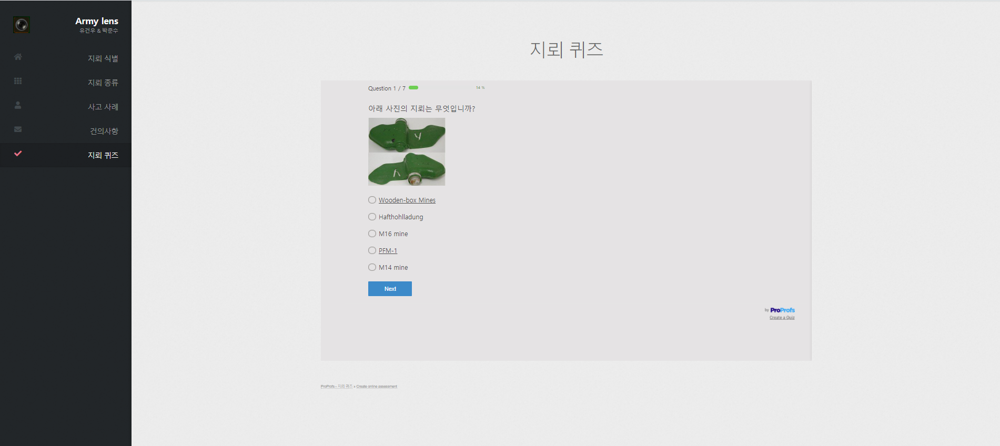 Army lens
유건우 & 박준수
지뢰 식별
지뢰 종류
사고 사례
건의사항
지뢰 퀴즈
지뢰 퀴즈
Question 1 / 7 14 %
아래 사진의 지뢰는 무엇입니까?
Wooden-box Mines
Hafthohlladung
M16 mine
PFM-1
M14 mine
Next
by ProProfs
Create a Quiz
ProProfs - 지뢰 퀴즈 » Create online assessment